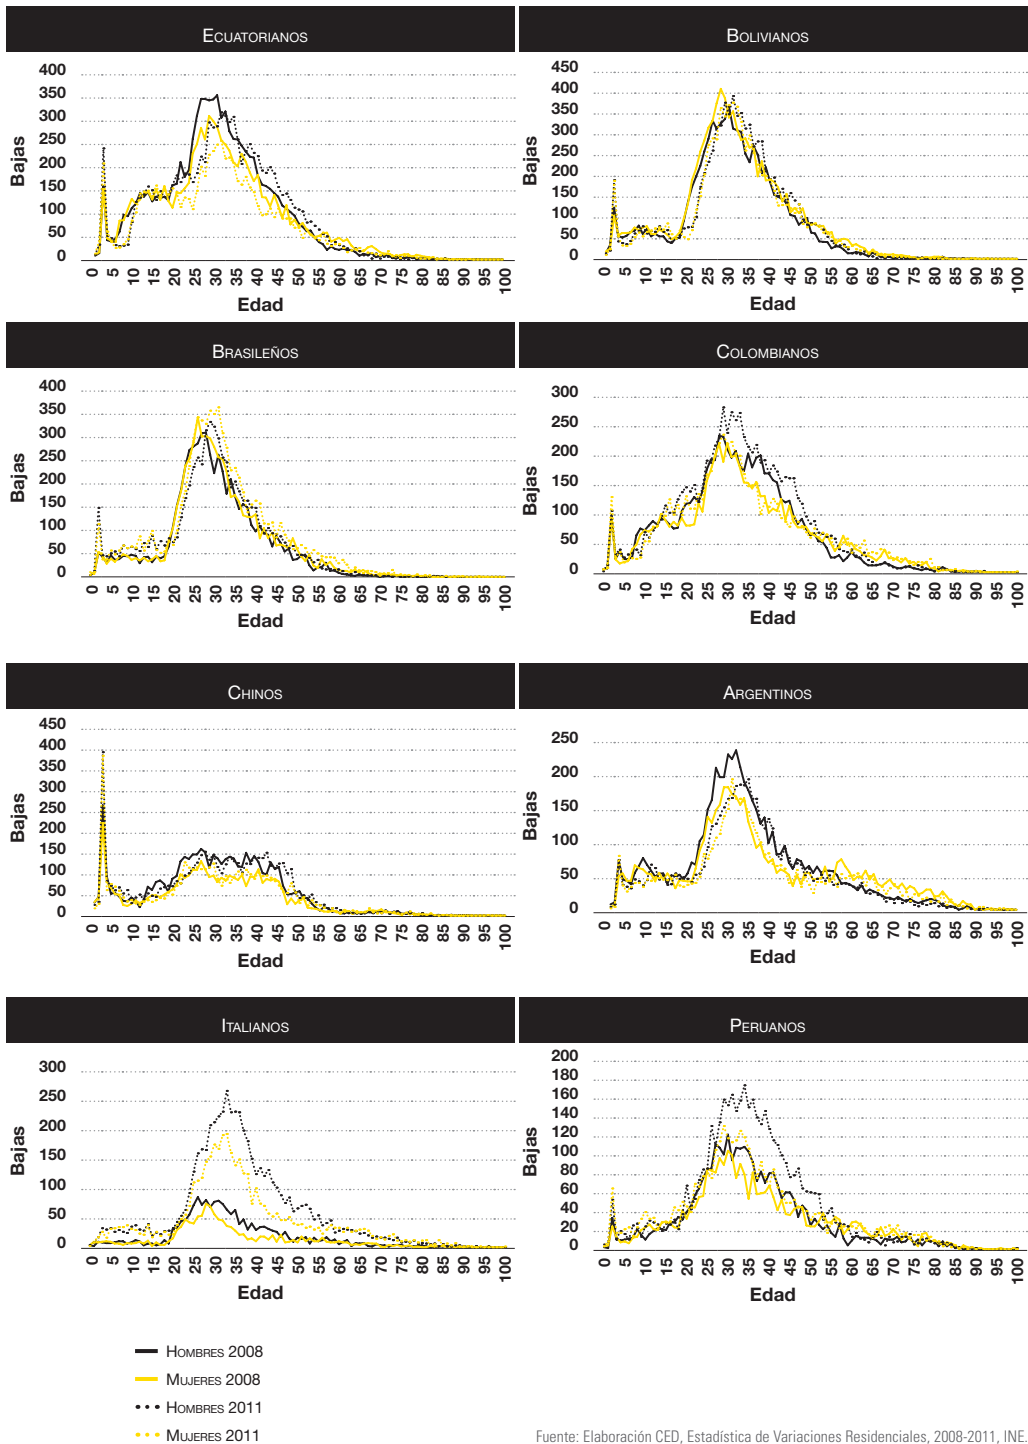 Ecuatorianos
400
350
300
250
200
150
100
50
0
Bajas
0 5 10 15 20 25 30 35 40 45 50 55 60 65 70 75 80 85 90 95 100
Edad
Bolivianos
450
400
350
300
250
200
150
100
50
0
Bajas
0 5 10 15 20 25 30 35 40 45 50 55 60 65 70 75 80 85 90 95 100
Edad
Brasileños
400
350
300
250
200
150
100
50
0
Bajas
0 5 10 15 20 25 30 35 40 45 50 55 60 65 70 75 80 85 90 95 100
Edad
Colombianos
300
250
200
150
100
50
0
Bajas
0 5 10 15 20 25 30 35 40 45 50 55 60 65 70 75 80 85 90 95 100
Edad
Chinos
450
400
350
300
250
200
150
100
50
0
Bajas
0 5 10 15 20 25 30 35 40 45 50 55 60 65 70 75 80 85 90 95 100
Edad
Argentinos
250
200
150
100
50
0
Bajas
0 5 10 15 20 25 30 35 40 45 50 55 60 65 70 75 80 85 90 95 100
Edad
Italianos
300
250
200
150
100
50
0
Bajas
0 5 10 15 20 25 30 35 40 45 50 55 60 65 70 75 80 85 90 95 100
Edad
Peruanos
200
180
160
140
120
100
80
60
40
20
0
Bajas
0 5 10 15 20 25 30 35 40 45 50 55 60 65 70 75 80 85 90 95 100
Edad
Hombres 2008
Mujeres 2008
Hombres 2011
Mujeres 2011
Fuente: Elaboración CED, Estadística de Variaciones Residenciales, 2008-2011, INE.